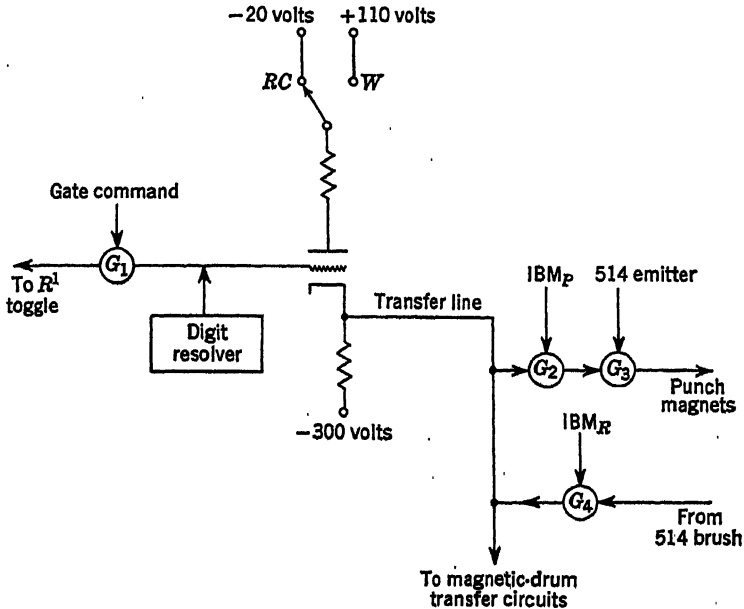 −20 volts
+110 volts
RC
W
Gate command
G1
To R1
toggle
Digit
resolver
Transfer line
−300 volts
IBMP
514 emitter
G2
G3
Punch
magnets
IBMR
G4
From
514 brush
To magnetic-drum
transfer circuits